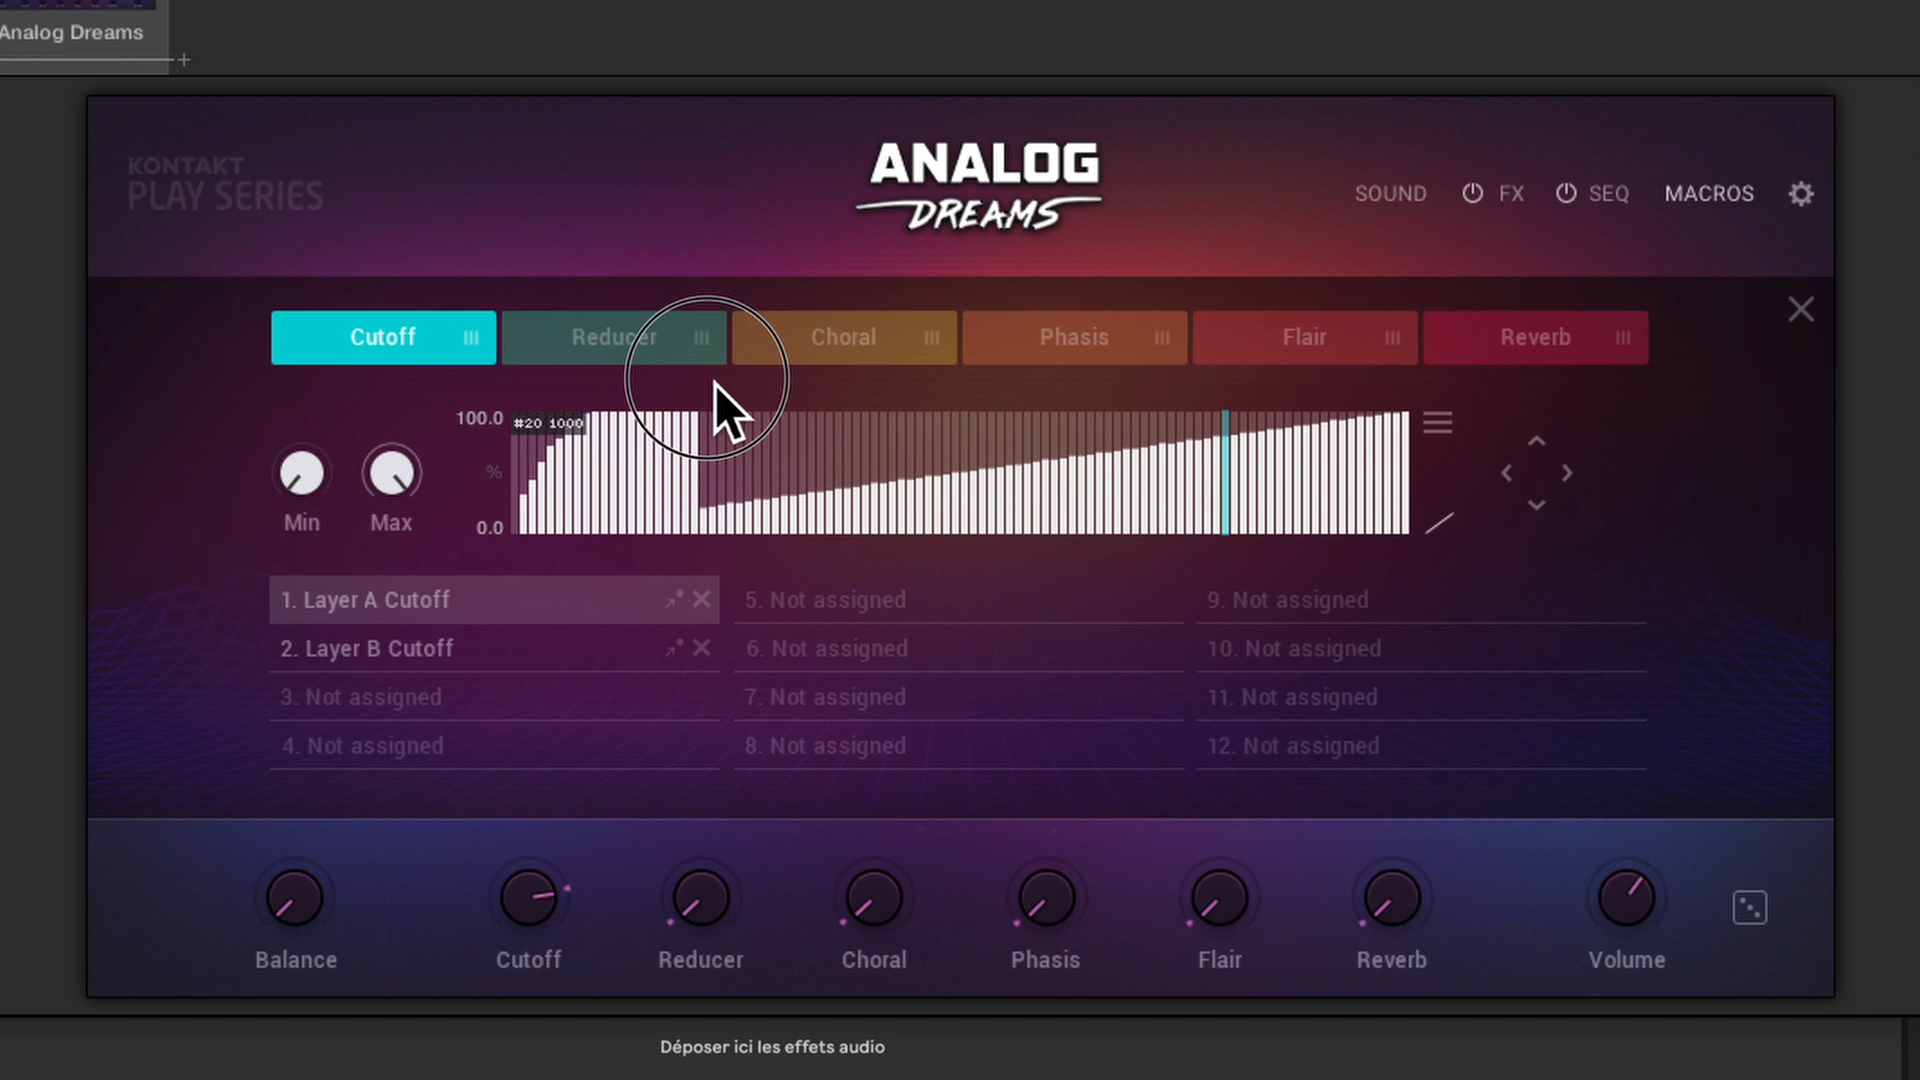 Analog Dreams
+
KONTAKT
PLAY SERIES
ANALOG
DREAMS
SOUND FX SEQ MACROS
Cutoff Reducer Choral Phasis Flair Reverb
100.0
#20 1000
%
0.0
Min Max
1. Layer A Cutoff
2. Layer B Cutoff
3. Not assigned
4. Not assigned
5. Not assigned
6. Not assigned
7. Not assigned
8. Not assigned
9. Not assigned
10. Not assigned
11. Not assigned
12. Not assigned
Balance Cutoff Reducer Choral Phasis Flair Reverb Volume
Déposer ici les effets audio